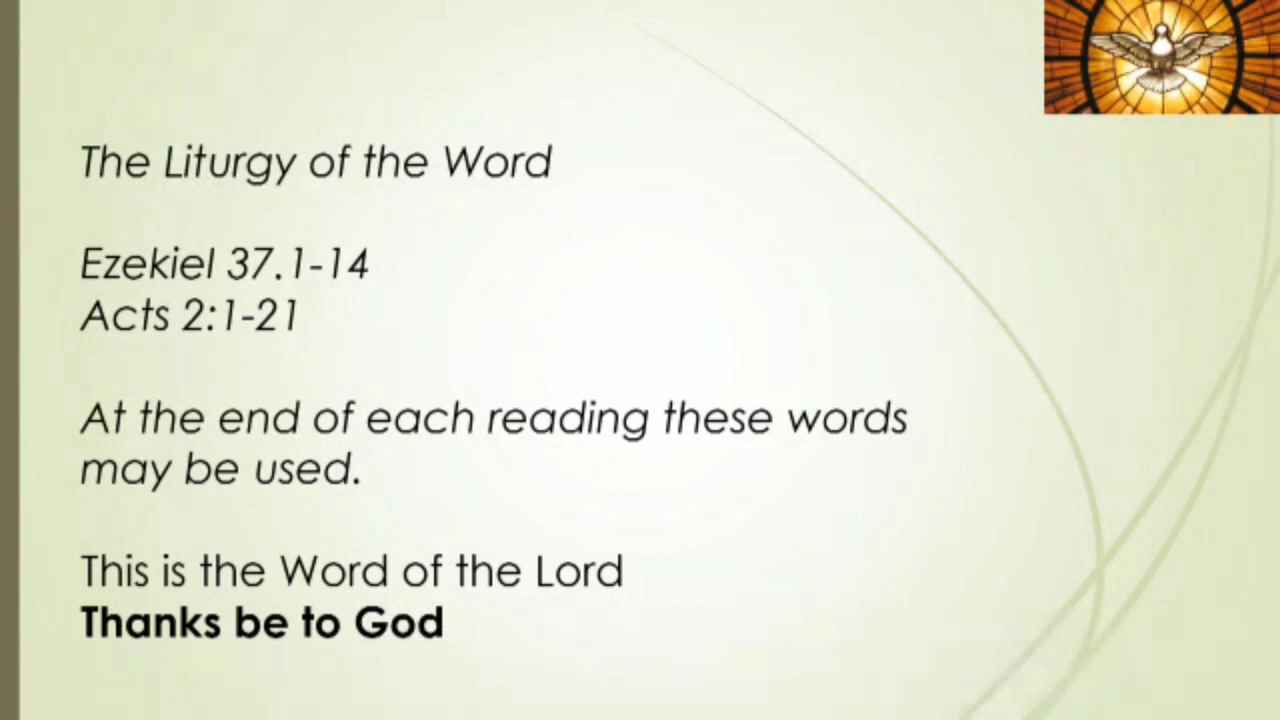 The Liturgy of the Word
Ezekiel 37.1-14
Acts 2:1-21
At the end of each reading these words
may be used.
This is the Word of the Lord
Thanks be to God